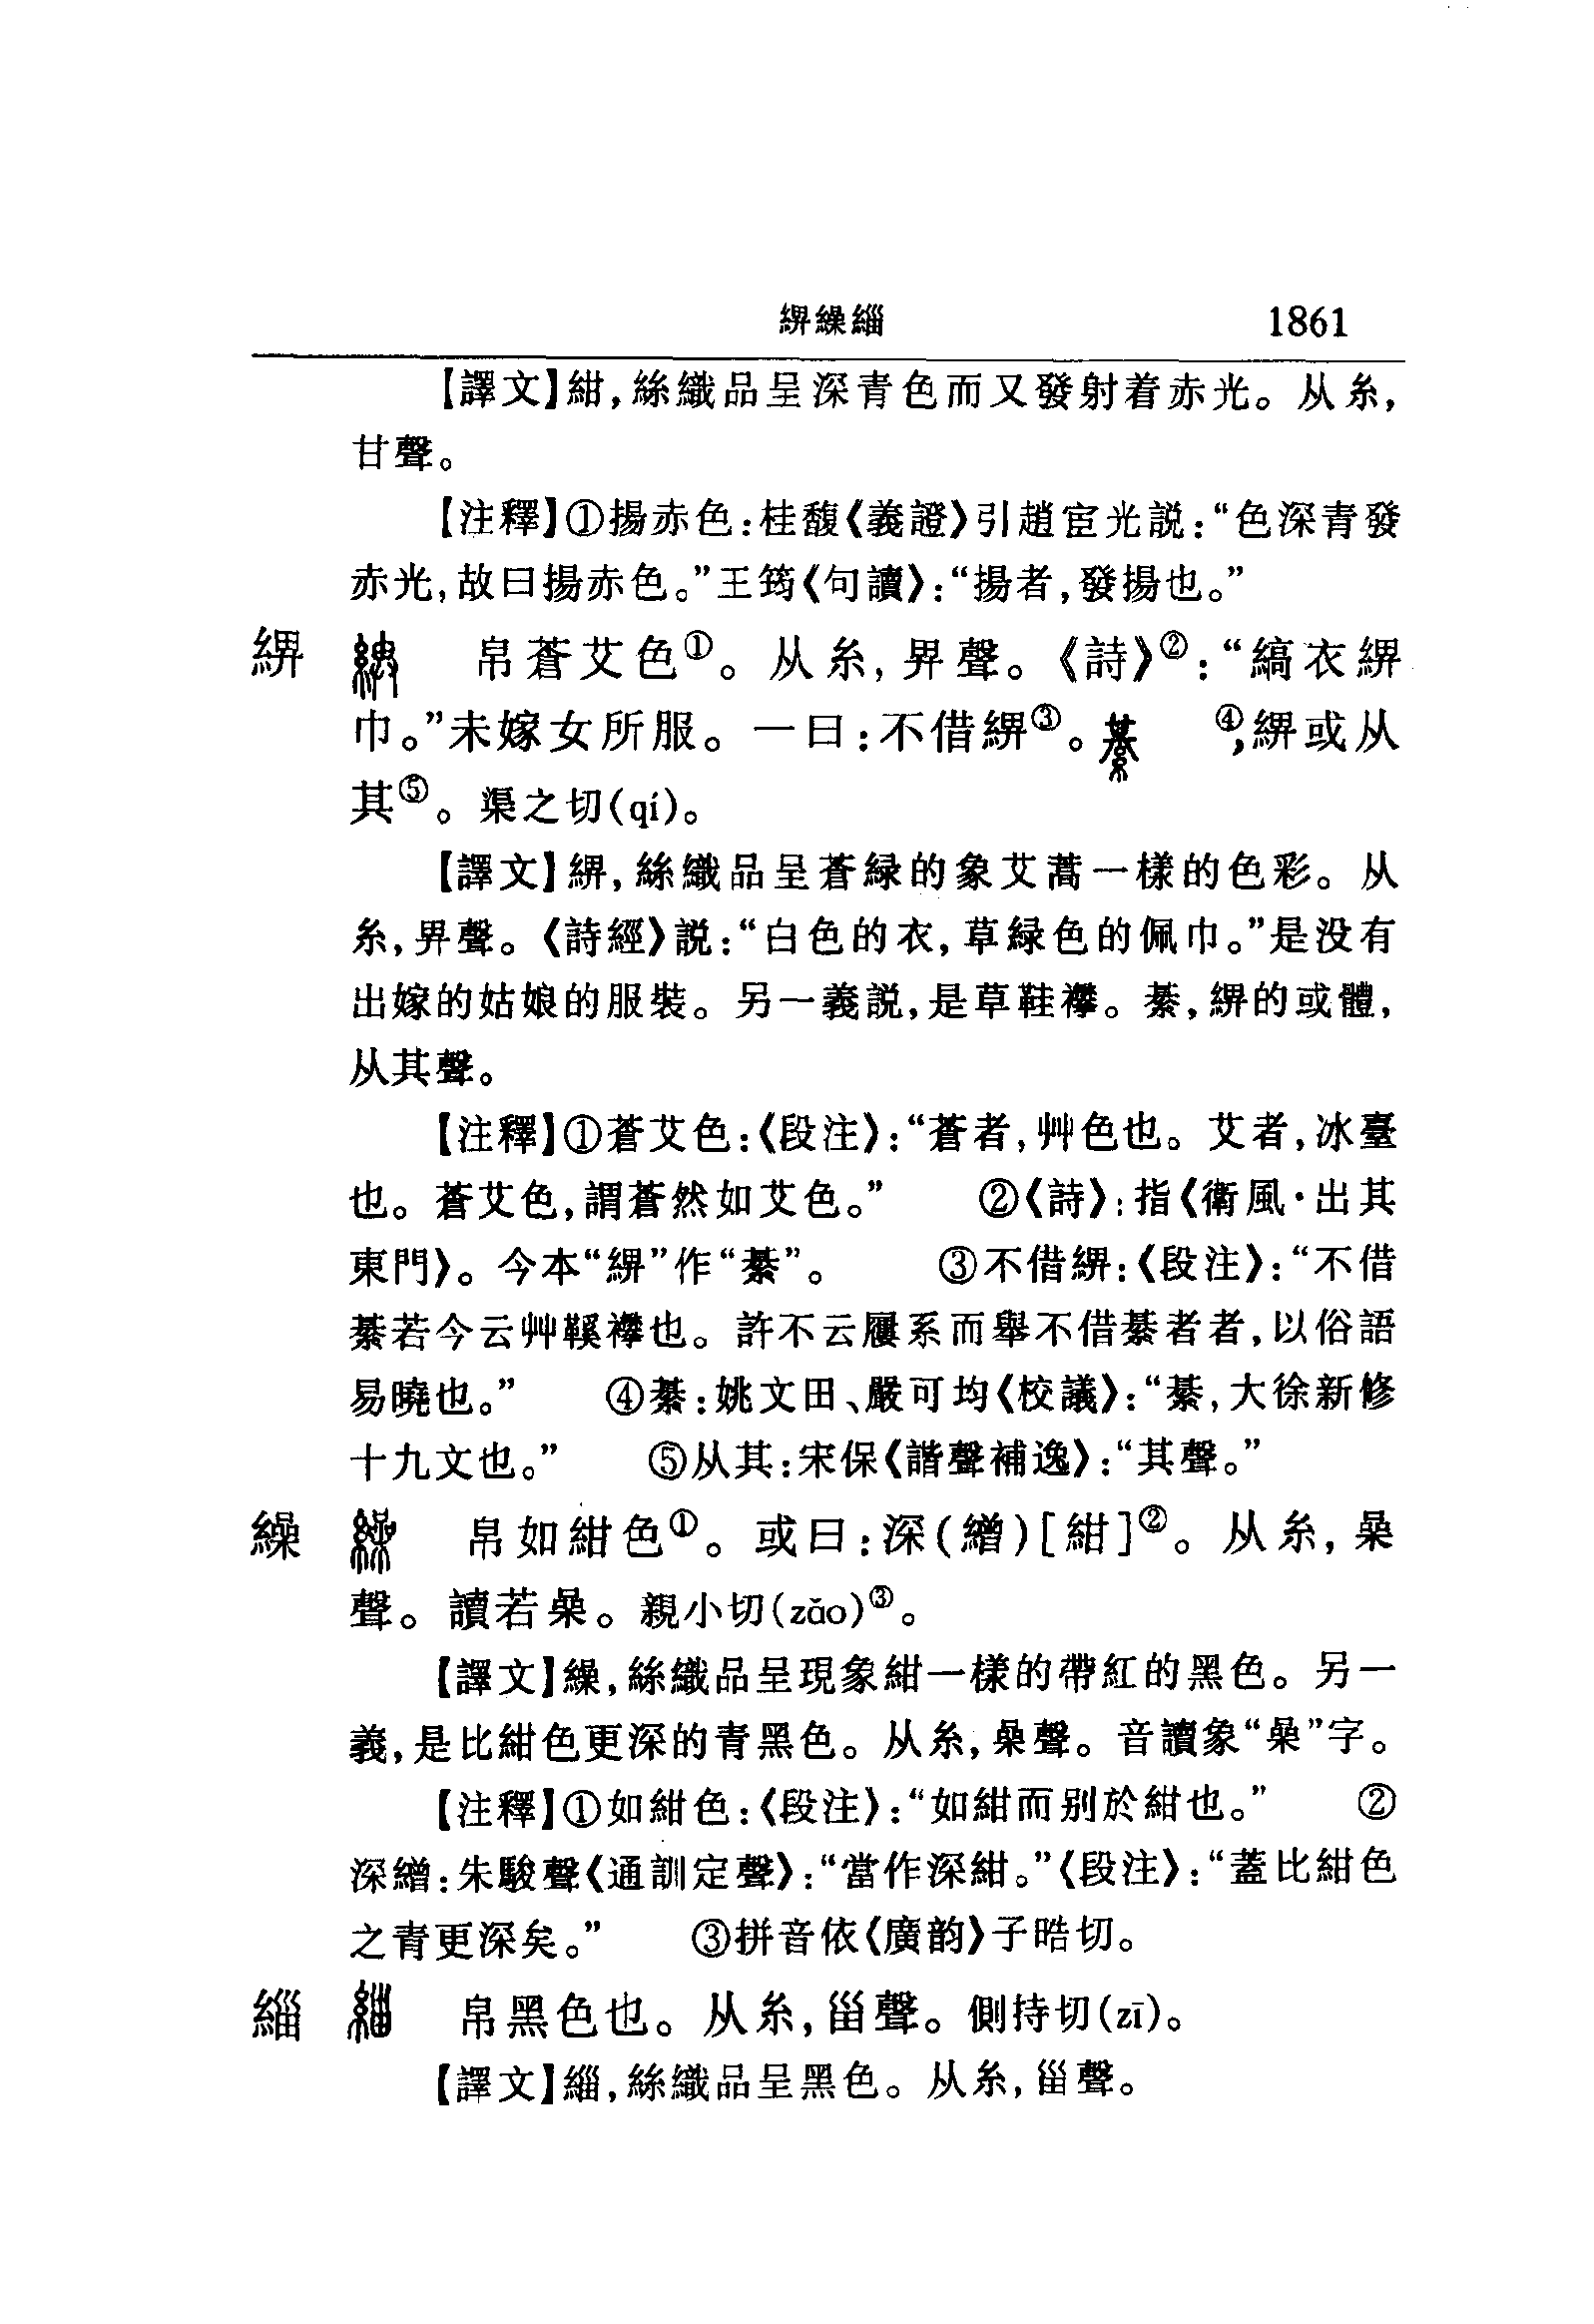 綥繰緇 1861
【譯文】紺,絲織品呈深青色而又發射着赤光。从糸,
甘聲。
【注釋】①揚赤色:桂馥《義證》引趙宧光説:“色深青發
赤光,故曰揚赤色。”王筠《句讀》:“揚者,發揚也。”
綥 帛蒼艾色①。从糸,畀聲。《詩》②:“縞衣綥
巾。”未嫁女所服。一曰:不借綥③。 ④,綥或从
其⑤。渠之切(qí)。
【譯文】綥,絲織品呈蒼緑的象艾蒿一樣的色彩。从
糸,畀聲。《詩經》説:“白色的衣,草緑色的佩巾。”是没有
出嫁的姑娘的服裝。另一義説,是草鞋襻。綦,綥的或體,
从其聲。
【注釋】①蒼艾色:《段注》:“蒼者,艸色也。艾者,冰臺
也。蒼艾色,謂蒼然如艾色。” ②《詩》:指《衛風·出其
東門》。今本“綥”作“綦”。 ③不借綥:《段注》:“不借
綦若今云艸鞵襻也。許不云屨系而舉不借綦者者,以俗語
易曉也。” ④綦:姚文田、嚴可均《校議》:“綦,大徐新修
十九文也。” ⑤从其:宋保《諧聲補逸》:“其聲。”
繰 帛如紺色①。或曰:深(繒)[紺]②。从糸,喿
聲。讀若喿。親小切(zǎo)③。
【譯文】繰,絲織品呈現象紺一樣的帶紅的黑色。另一
義,是比紺色更深的青黑色。从糸,喿聲。音讀象“喿”字。
【注釋】①如紺色:《段注》:“如紺而别於紺也。” ②
深繒:朱駿聲《通訓定聲》:“當作深紺。”《段注》:“蓋比紺色
之青更深矣。” ③拼音依《廣韵》子晧切。
緇 帛黑色也。从糸,甾聲。側持切(zī)。
【譯文】緇,絲織品呈黑色。从糸,甾聲。